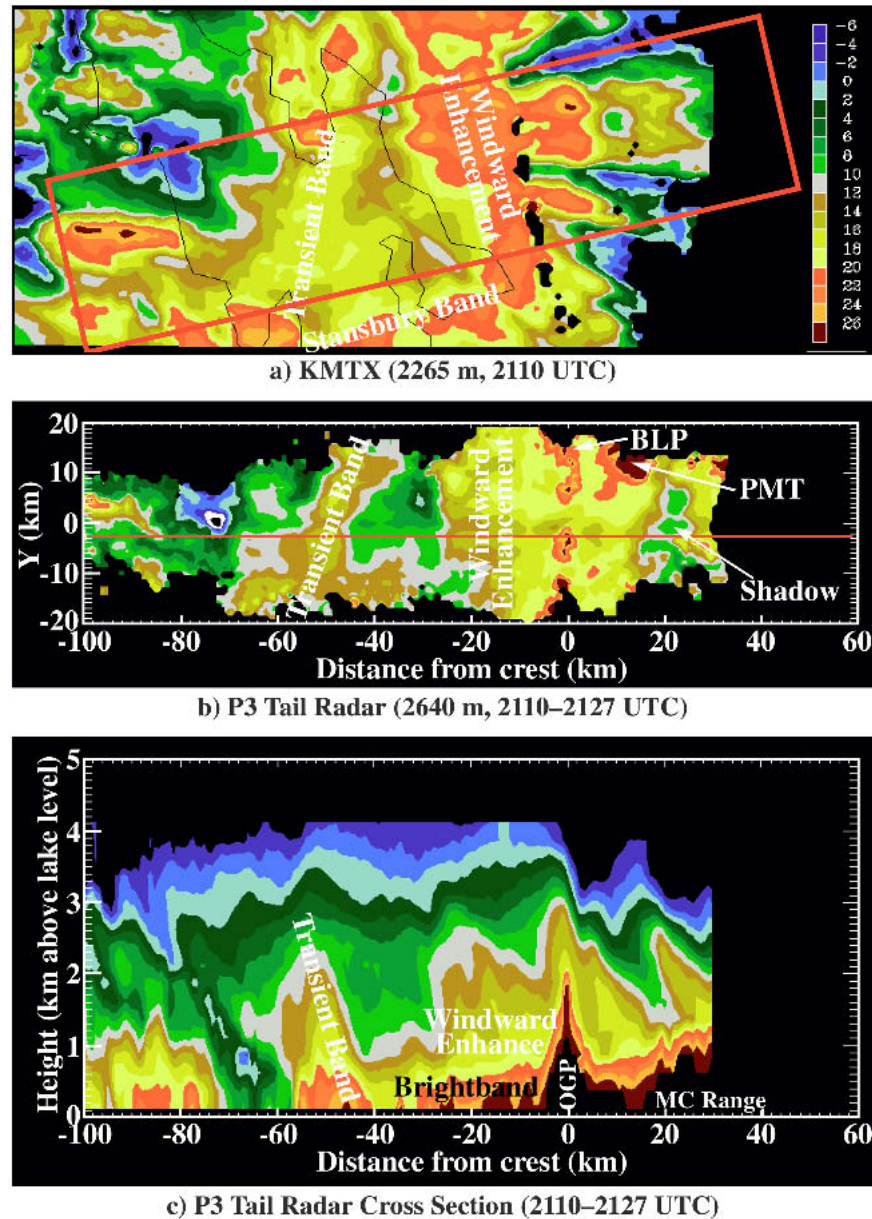 -6
-4
-2
0
2
4
6
8
10
12
14
16
18
20
22
24
26
Transient Band
Windward
Enhancement
Stansbury Band
a) KMTX (2265 m, 2110 UTC)
Y (km)
20
10
0
-10
-20
Transient Band
Windward
Enhancement
BLP
PMT
Shadow
-100 -80 -60 -40 -20 0 20 40 60
Distance from crest (km)
b) P3 Tail Radar (2640 m, 2110–2127 UTC)
Height (km above lake level)
5
4
3
2
1
0
Transient Band
Windward
Enhance
Brightband
OGP
MC Range
-100 -80 -60 -40 -20 0 20 40 60
Distance from crest (km)
c) P3 Tail Radar Cross Section (2110–2127 UTC)